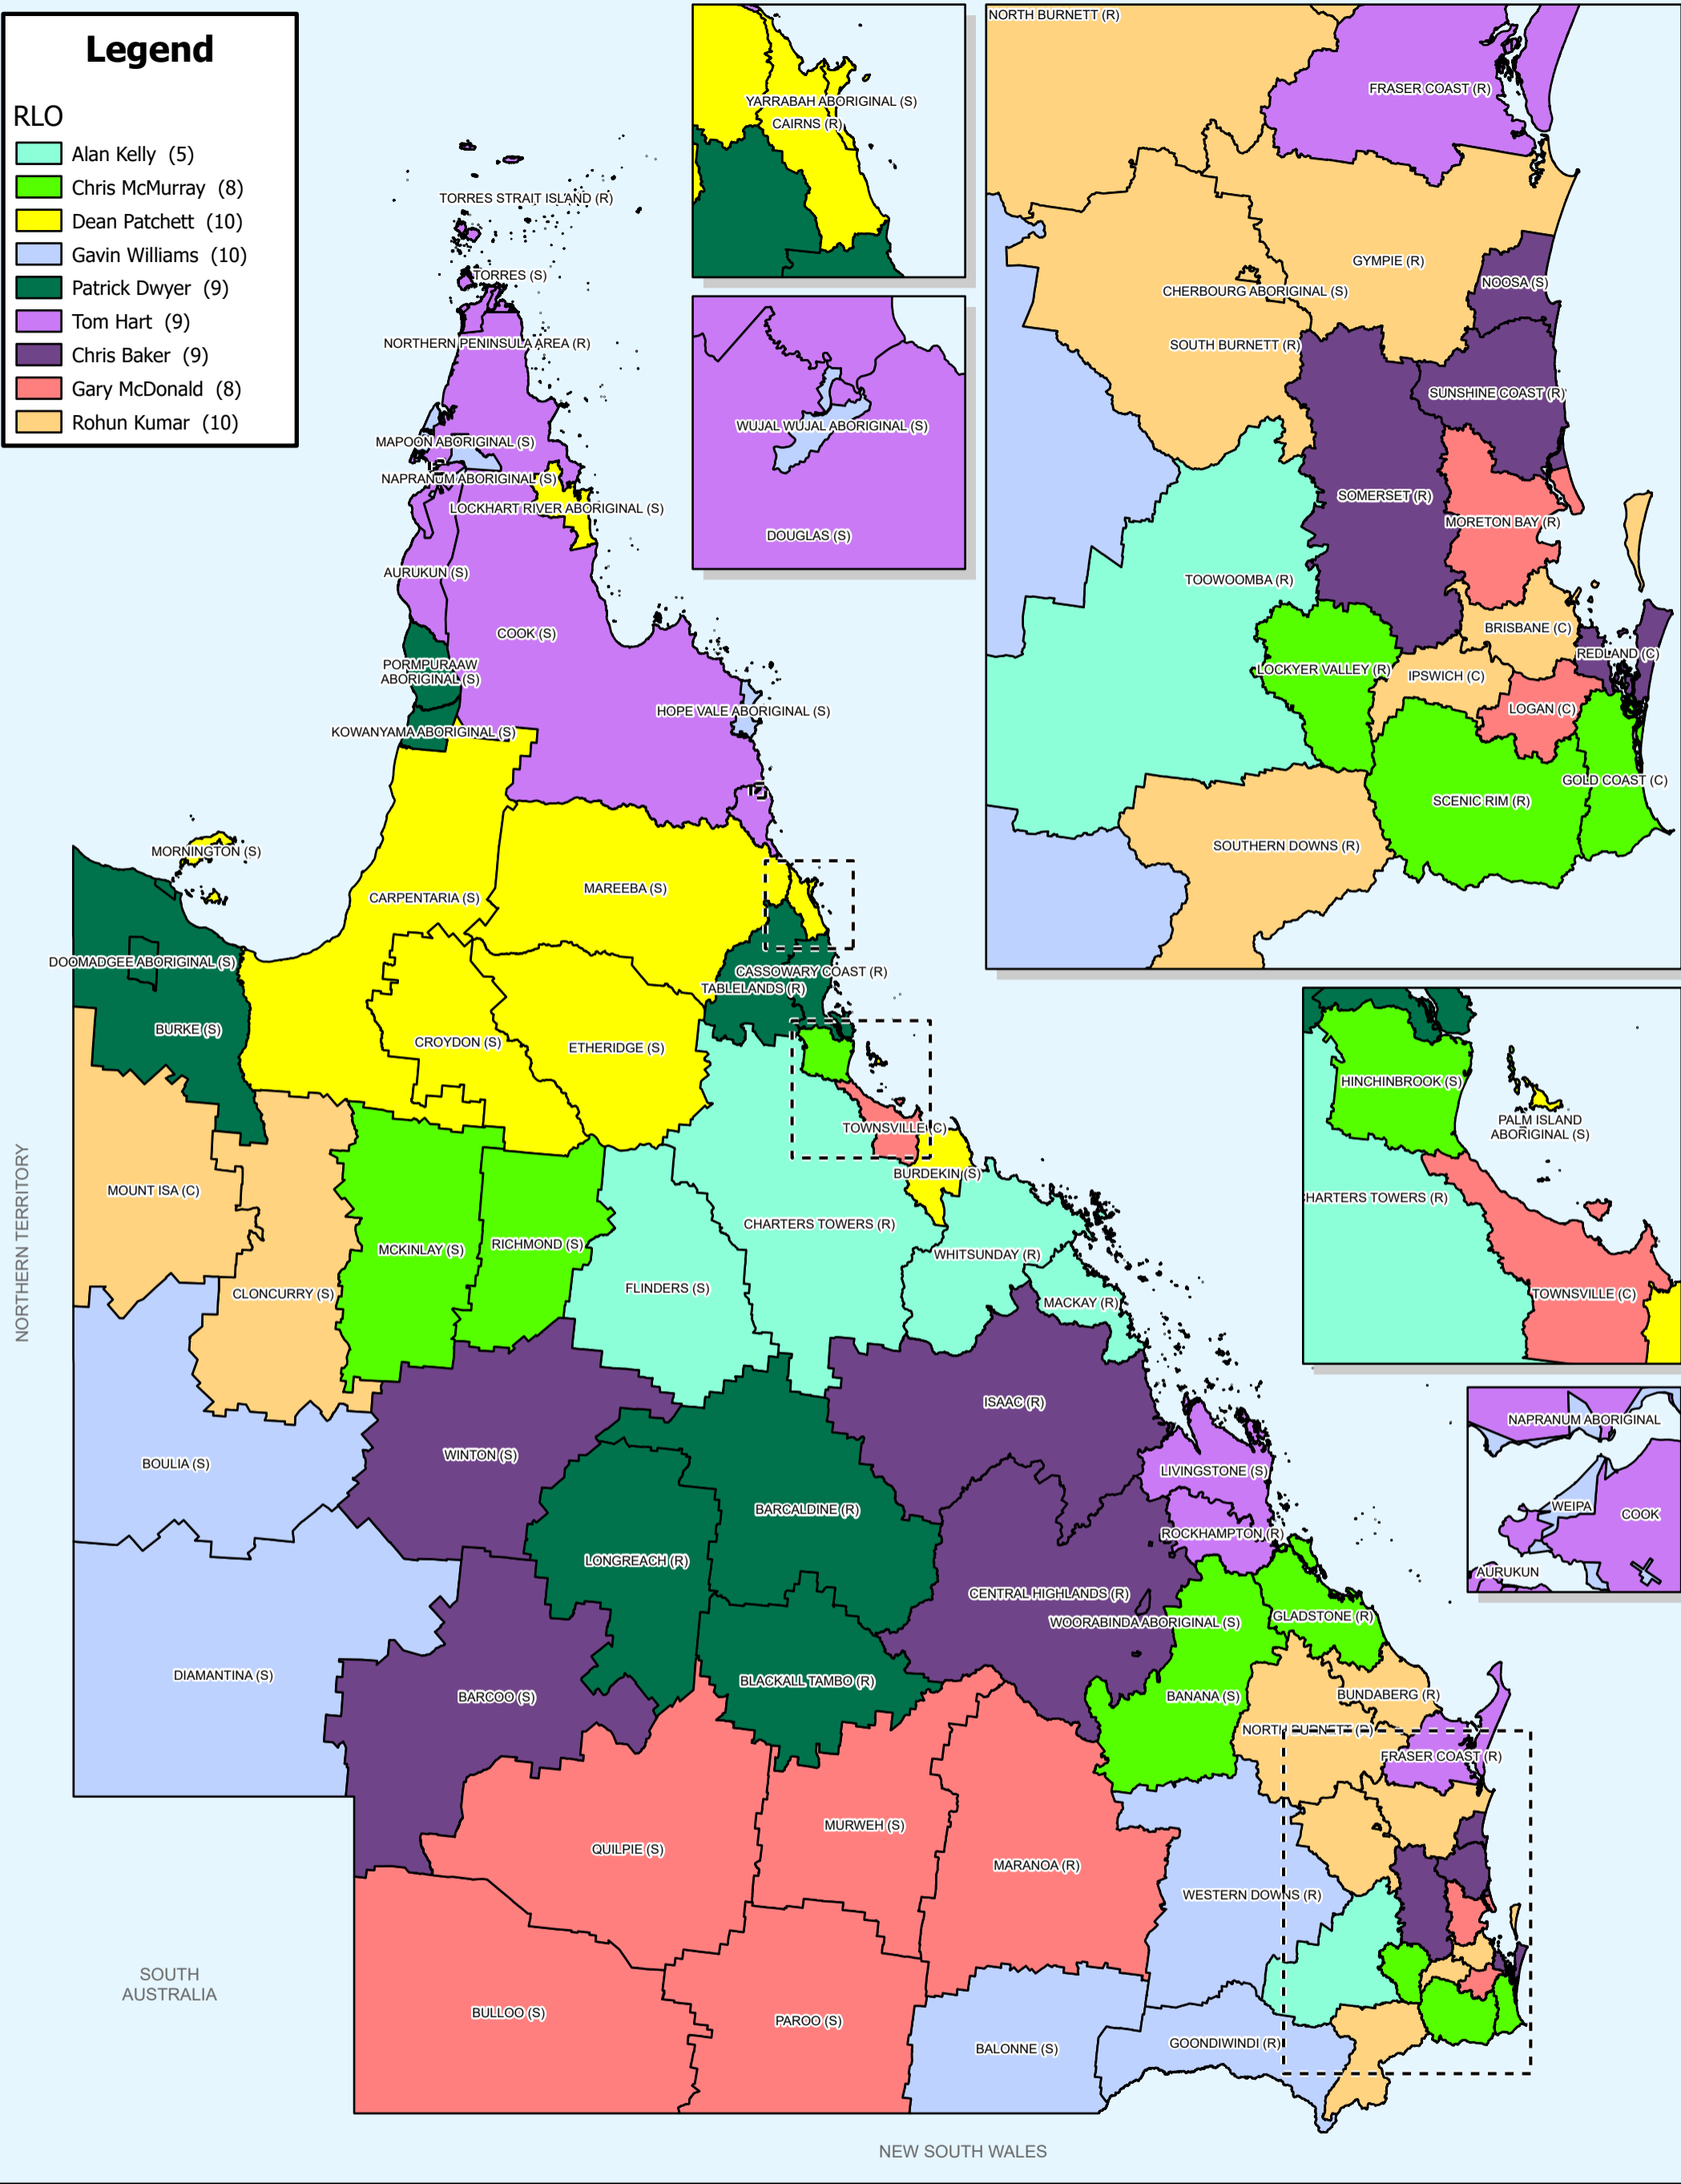 Legend
RLO
Alan Kelly (5)
Chris McMurray (8)
Dean Patchett (10)
Gavin Williams (10)
Patrick Dwyer (9)
Tom Hart (9)
Chris Baker (9)
Gary McDonald (8)
Rohun Kumar (10)
YARRABAH ABORIGINAL (S)
CAIRNS (R)
WUJAL WUJAL ABORIGINAL (S)
DOUGLAS (S)
NORTH BURNETT (R)
FRASER COAST (R)
GYMPIE (R)
NOOSA (S)
CHERBOURG ABORIGINAL (S)
SOUTH BURNETT (R)
SUNSHINE COAST (R)
SOMERSET (R)
MORETON BAY (R)
TOOWOOMBA (R)
BRISBANE (C)
REDLAND (C)
LOCKYER VALLEY (R)
IPSWICH (C)
LOGAN (C)
GOLD COAST (C)
SCENIC RIM (R)
SOUTHERN DOWNS (R)
TORRES STRAIT ISLAND (R)
TORRES (S)
NORTHERN PENINSULA AREA (R)
MAPOON ABORIGINAL (S)
NAPRANUM ABORIGINAL (S)
LOCKHART RIVER ABORIGINAL (S)
AURUKUN (S)
COOK (S)
PORMPURAAW
ABORIGINAL (S)
HOPE VALE ABORIGINAL (S)
KOWANYAMA ABORIGINAL (S)
MORNINGTON (S)
CARPENTARIA (S)
MAREEBA (S)
DOOMADGEE ABORIGINAL (S)
CASSOWARY COAST (R)
TABLELANDS (R)
BURKE (S)
CROYDON (S)
ETHERIDGE (S)
HINCHINBROOK (S)
PALM ISLAND
ABORIGINAL (S)
CHARTERS TOWERS (R)
TOWNSVILLE (C)
TOWNSVILLE (C)
BURDEKIN (S)
MOUNT ISA (C)
CHARTERS TOWERS (R)
MCKINLAY (S)
RICHMOND (S)
WHITSUNDAY (R)
CLONCURRY (S)
FLINDERS (S)
MACKAY (R)
NORTHERN TERRITORY
NAPRANUM ABORIGINAL
WEIPA
COOK
AURUKUN
ISAAC (R)
BOULIA (S)
WINTON (S)
LIVINGSTONE (S)
BARCALDINE (R)
ROCKHAMPTON (R)
LONGREACH (R)
CENTRAL HIGHLANDS (R)
WOORABINDA ABORIGINAL (S)
GLADSTONE (R)
DIAMANTINA (S)
BLACKALL TAMBO (R)
BARCOO (S)
BANANA (S)
BUNDABERG (R)
NORTH BURNETT (R)
FRASER COAST (R)
QUILPIE (S)
MURWEH (S)
MARANOA (R)
WESTERN DOWNS (R)
SOUTH
AUSTRALIA
BULLOO (S)
PAROO (S)
BALONNE (S)
GOONDIWINDI (R)
NEW SOUTH WALES